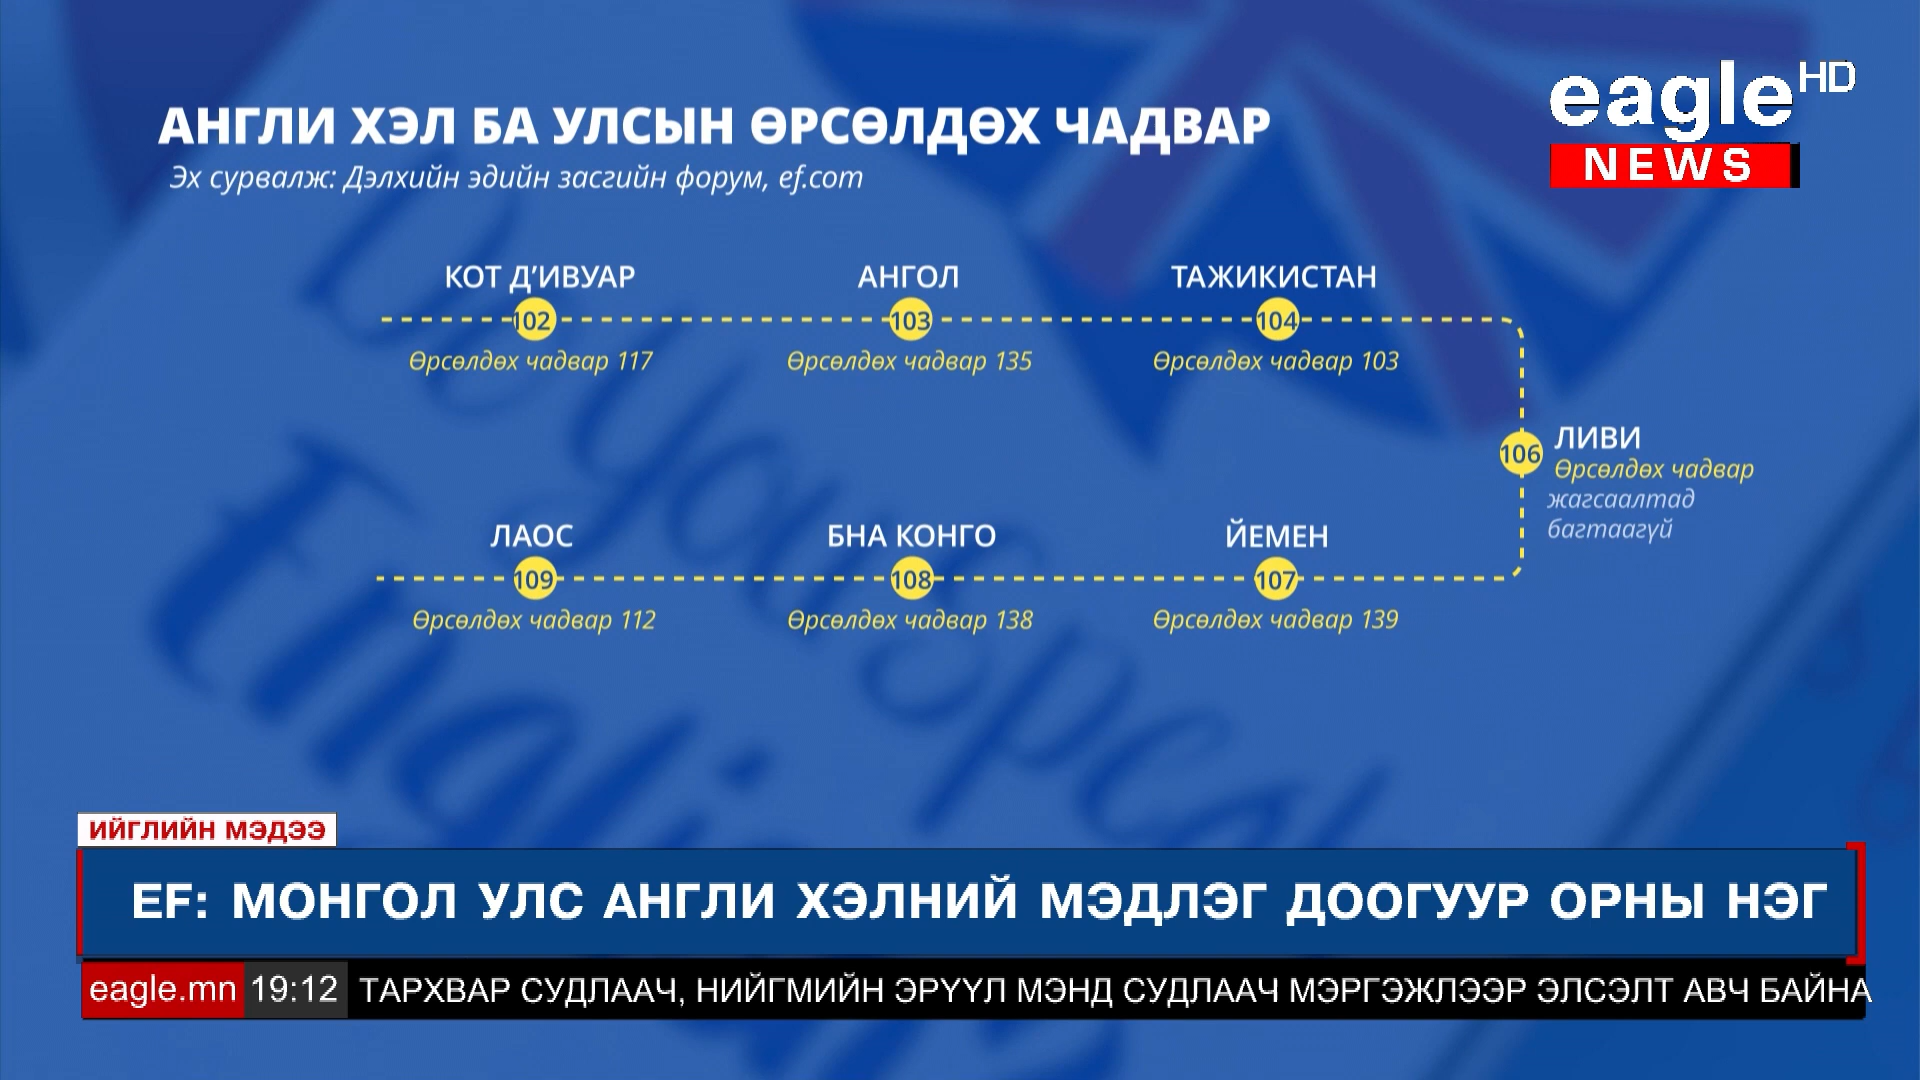 eagle HD
NEWS
АНГЛИ ХЭЛ БА УЛСЫН ӨРСӨЛДӨХ ЧАДВАР
Эх сурвалж: Дэлхийн эдийн засгийн форум, ef.com
КОТ Д'ИВУАР
102
Өрсөлдөх чадвар 117
АНГОЛ
103
Өрсөлдөх чадвар 135
ТАЖИКИСТАН
104
Өрсөлдөх чадвар 103
106
ЛИВИ
Өрсөлдөх чадвар
жагсаалтад
багтаагүй
ЛАОС
109
Өрсөлдөх чадвар 112
БНА КОНГО
108
Өрсөлдөх чадвар 138
ЙЕМЕН
107
Өрсөлдөх чадвар 139
Do you speak
English
ИЙГЛИЙН МЭДЭЭ
EF: МОНГОЛ УЛС АНГЛИ ХЭЛНИЙ МЭДЛЭГ ДООГУУР ОРНЫ НЭГ
eagle.mn 19:12 ТАРХВАР СУДЛААЧ, НИЙГМИЙН ЭРҮҮЛ МЭНД СУДЛААЧ МЭРГЭЖЛЭЭР ЭЛСЭЛТ АВЧ БАЙНА